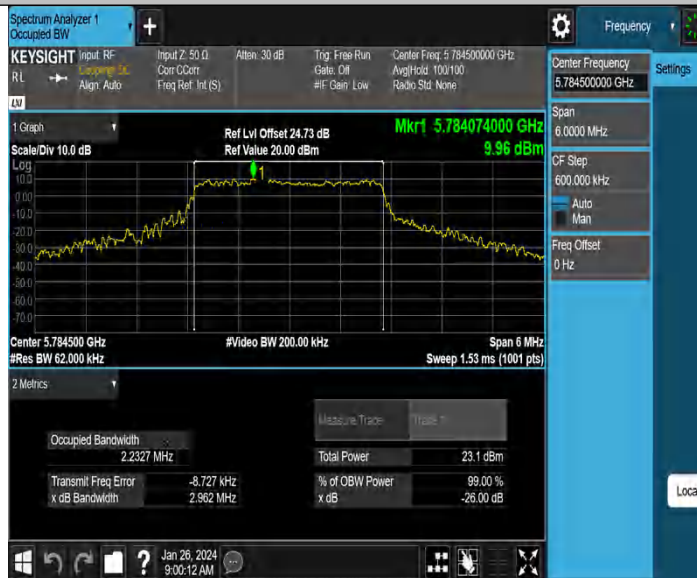 Spectrum Analyzer 1
Occupied BW
Frequency
KEYSIGHT
Input: RF
Coupling: DC
Align: Auto
RL
LXI
Input Z: 50 Ω
Corr CCorr
Freq Ref: Int (S)
Atten: 30 dB
Trig: Free Run
Gate: Off
#IF Gain: Low
Center Freq: 5.784500000 GHz
Avg|Hold: 100/100
Radio Std: None
Center Frequency
5.784500000 GHz
Settings
Span
6.0000 MHz
CF Step
600.000 kHz
Auto
Man
Freq Offset
0 Hz
1 Graph
Scale/Div 10.0 dB
Ref Lvl Offset 24.73 dB
Ref Value 20.00 dBm
Mkr1 5.784074000 GHz
9.96 dBm
Log
10.0
0.00
-10.0
-20.0
-30.0
-40.0
-50.0
-60.0
-70.0
1
Center 5.784500 GHz
#Res BW 62.000 kHz
#Video BW 200.00 kHz
Span 6 MHz
Sweep 1.53 ms (1001 pts)
2 Metrics
Measure Trace
Trace 1
Occupied Bandwidth
2.2327 MHz
Total Power
23.1 dBm
Transmit Freq Error
-8.727 kHz
% of OBW Power
99.00 %
x dB Bandwidth
2.962 MHz
x dB
-26.00 dB
Loca
Jan 26, 2024
9:00:12 AM